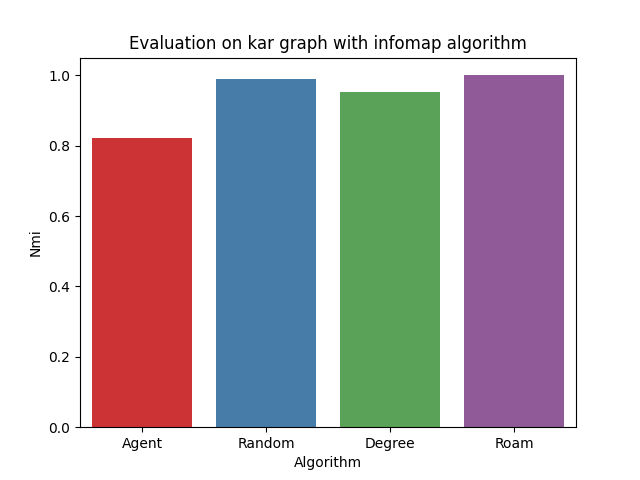 Evaluation on kar graph with infomap algorithm
1.0
0.8
0.6
0.4
0.2
0.0
Nmi
Agent Random Degree Roam
Algorithm